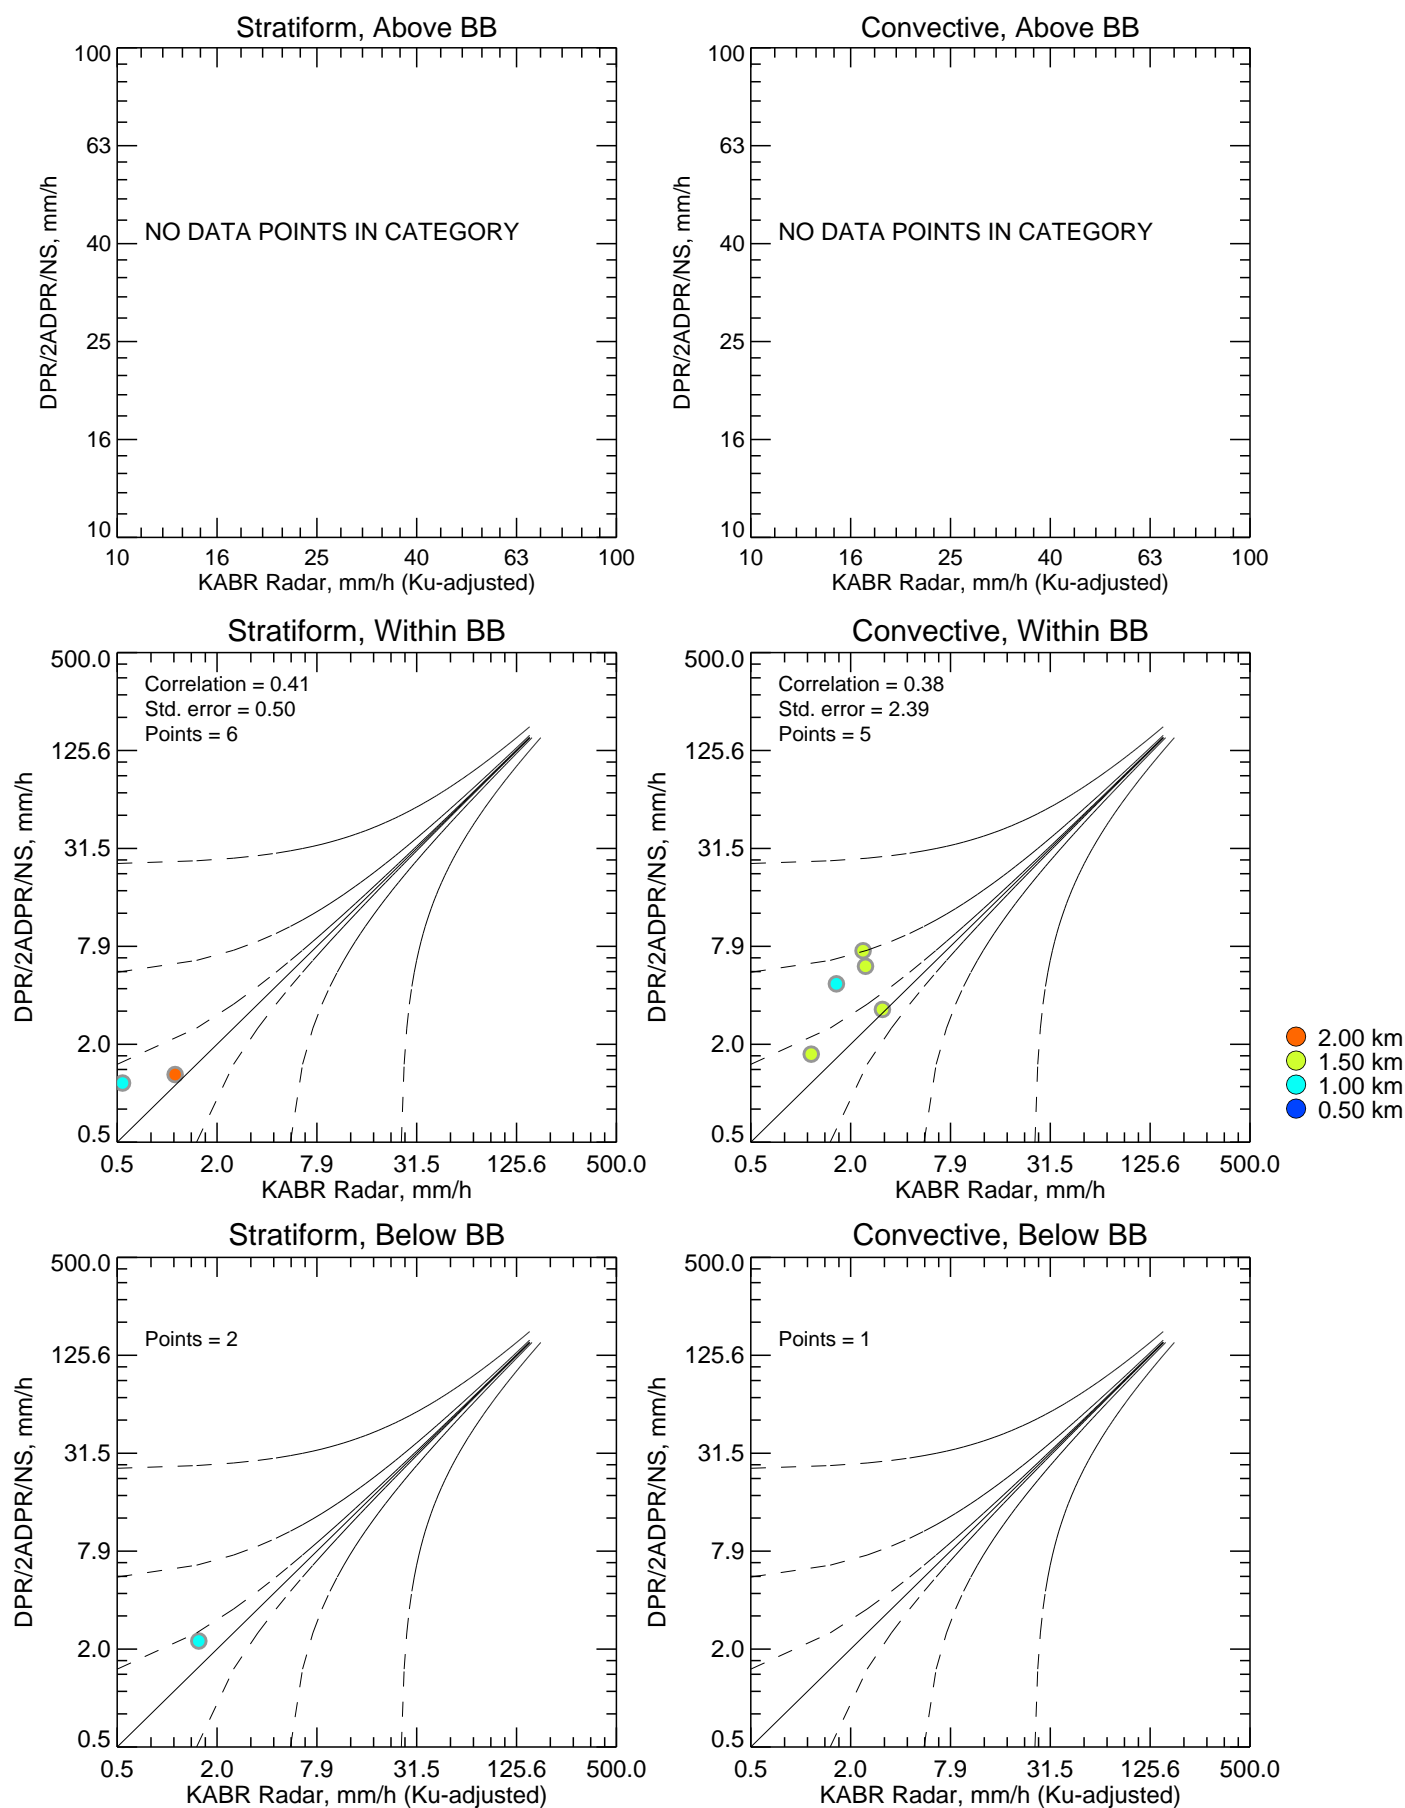 Stratiform, Above BB
100
63
40
25
16
10
DPR/2ADPR/NS, mm/h
NO DATA POINTS IN CATEGORY
10 16 25 40 63 100
KABR Radar, mm/h (Ku-adjusted)
Convective, Above BB
100
63
40
25
16
10
DPR/2ADPR/NS, mm/h
NO DATA POINTS IN CATEGORY
10 16 25 40 63 100
KABR Radar, mm/h (Ku-adjusted)
Stratiform, Within BB
500.0
125.6
31.5
7.9
2.0
0.5
DPR/2ADPR/NS, mm/h
Correlation = 0.41
Std. error = 0.50
Points = 6
0.5 2.0 7.9 31.5 125.6 500.0
KABR Radar, mm/h
Convective, Within BB
500.0
125.6
31.5
7.9
2.0
0.5
DPR/2ADPR/NS, mm/h
Correlation = 0.38
Std. error = 2.39
Points = 5
0.5 2.0 7.9 31.5 125.6 500.0
KABR Radar, mm/h
2.00 km
1.50 km
1.00 km
0.50 km
Stratiform, Below BB
500.0
125.6
31.5
7.9
2.0
0.5
DPR/2ADPR/NS, mm/h
Points = 2
0.5 2.0 7.9 31.5 125.6 500.0
KABR Radar, mm/h (Ku-adjusted)
Convective, Below BB
500.0
125.6
31.5
7.9
2.0
0.5
DPR/2ADPR/NS, mm/h
Points = 1
0.5 2.0 7.9 31.5 125.6 500.0
KABR Radar, mm/h (Ku-adjusted)